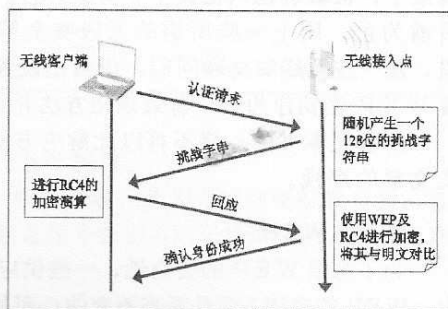 无线客户端
无线接入点
认证请求
随机产生一个
128位的挑战字
符串
挑战字串
进行RC4的
加密演算
回应
使用WEP及
RC4进行加密,
将其与明文对比
确认身份成功